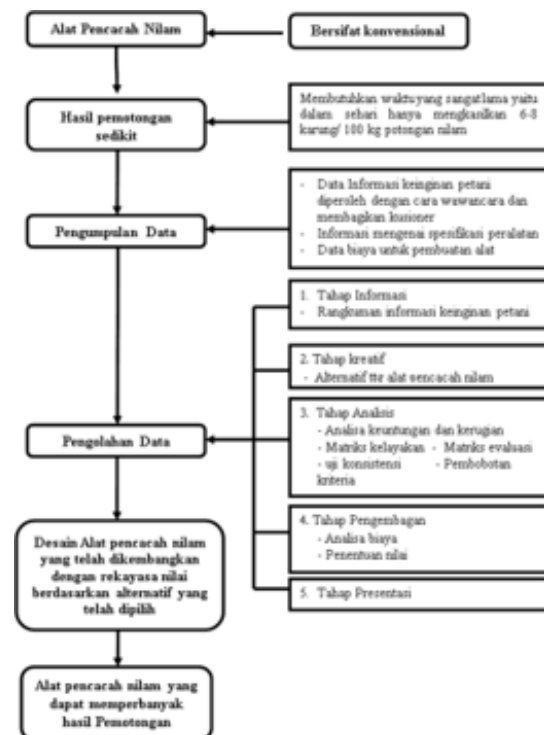 Alat Pencacah Nilam
Bersifat konvensional
Hasil pemotongan
sedikit
Membutuhkan waktu yang sangat lama yaitu
dalam sehari hanya mengkasilkan 6-8
karung/ 100 kg potongan nilam
Pengumpulan Data
- Data Informasi keinginan petani
diperoleh dengan cara wawancara dan
membagikan kusioner
- Informasi mengenai spesifikasi peralatan
- Data biaya untuk pembuatan alat
1. Tahap Informasi
- Rangkuman informasi keinginan petani
2. Tahap kreatif
- Alternatif alat pencacah nilam
Pengolahan Data
3. Tahap Analisis
- Analisa keuntungan dan kerugian
- Matriks kelayakan - Matriks evaluasi
- uji konsistensi - Pembobotan
kriteria
4. Tahap Pengembagan
- Analisa biaya
- Penentuan nilai
5. Tahap Presentasi
Desain Alat pencacah nilam
yang telah dikembangkan
dengan rekayasa nilai
berdasarkan alternatif yang
telah dipilih
Alat pencacah nilam yang
dapat memperbanyak
hasil Pemotongan